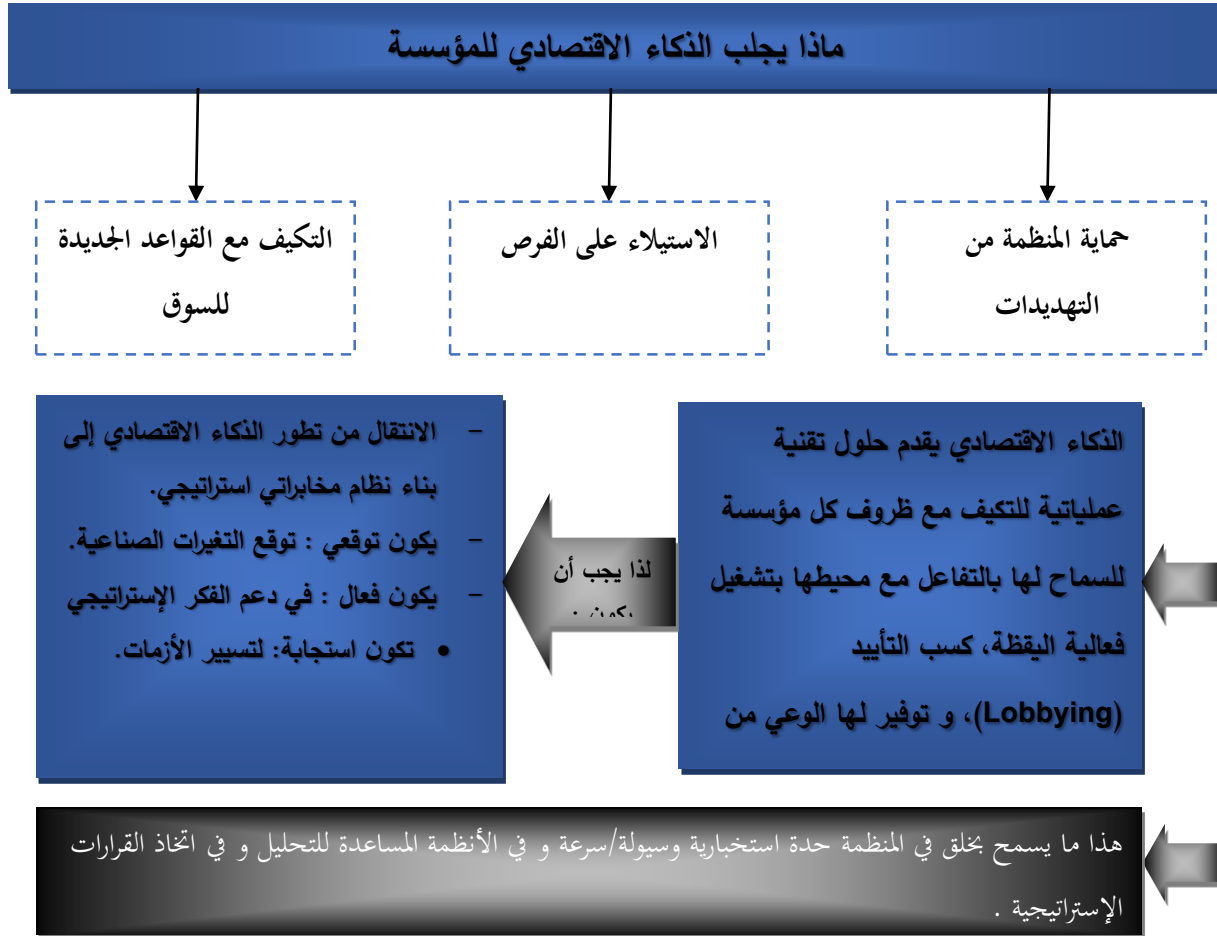 ماذا يجلب الذكاء الاقتصادي للمؤسسة
حماية المنظمة من
التهديدات
الاستيلاء على الفرص
التكيف مع القواعد الجديدة
للسوق
الذكاء الاقتصادي يقدم حلول تقنية
عملياتية للتكيف مع ظروف كل مؤسسة
للسماح لها بالتفاعل مع محيطها بتشغيل
فعالية اليقظة، كسب التأييد
(Lobbying)، و توفير لها الوعي من
لذا يجب أن
يكون :
– الانتقال من تطور الذكاء الاقتصادي إلى
بناء نظام مخابراتي استراتيجي.
– يكون توقعي : توقع التغيرات الصناعية.
– يكون فعال : في دعم الفكر الإستراتيجي
• تكون استجابة: لتسيير الأزمات.
هذا ما يسمح بخلق في المنظمة حدة استخبارية وسيولة/سرعة و في الأنظمة المساعدة للتحليل و في اتخاذ القرارات
الإستراتيجية .